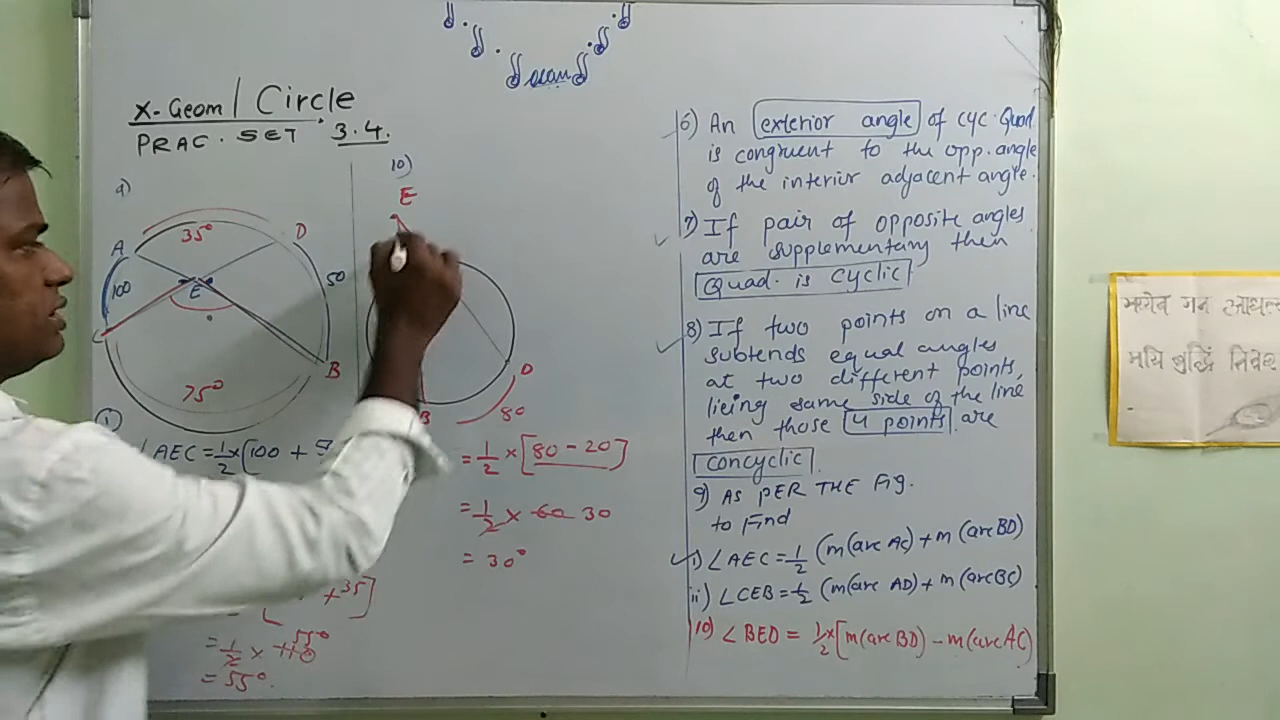 X-Geom / Circle
PRAC. SET 3.4.
9)
A
35°
D
100
E
50
C
75°
B
①
∠AEC = 1/2 × (100 +
+ 35]
= 1/2 × 110 55°
= 55°.
10)
E
B
D
80
= 1/2 × [80 - 20]
= 1/2 × 60 30
= 30°
6) An exterior angle of cyc. Quad
is congruent to the opp. angle
of the interior adjacent angle.
7) If pair of opposite angles
are supplementary then
Quad. is cyclic
8) If two points on a line
subtends equal angles
at two different points,
lieing same side of the line
then those 4 points are
concyclic.
9) AS PER THE Fig.
to Find
i) ∠AEC = 1/2 (m(arc AC) + m(arc BD)
ii) ∠CEB = 1/2 (m(arc AD) + m(arc BC)
10) ∠BED = 1/2 × [m(arc BD) - m(arc AC)